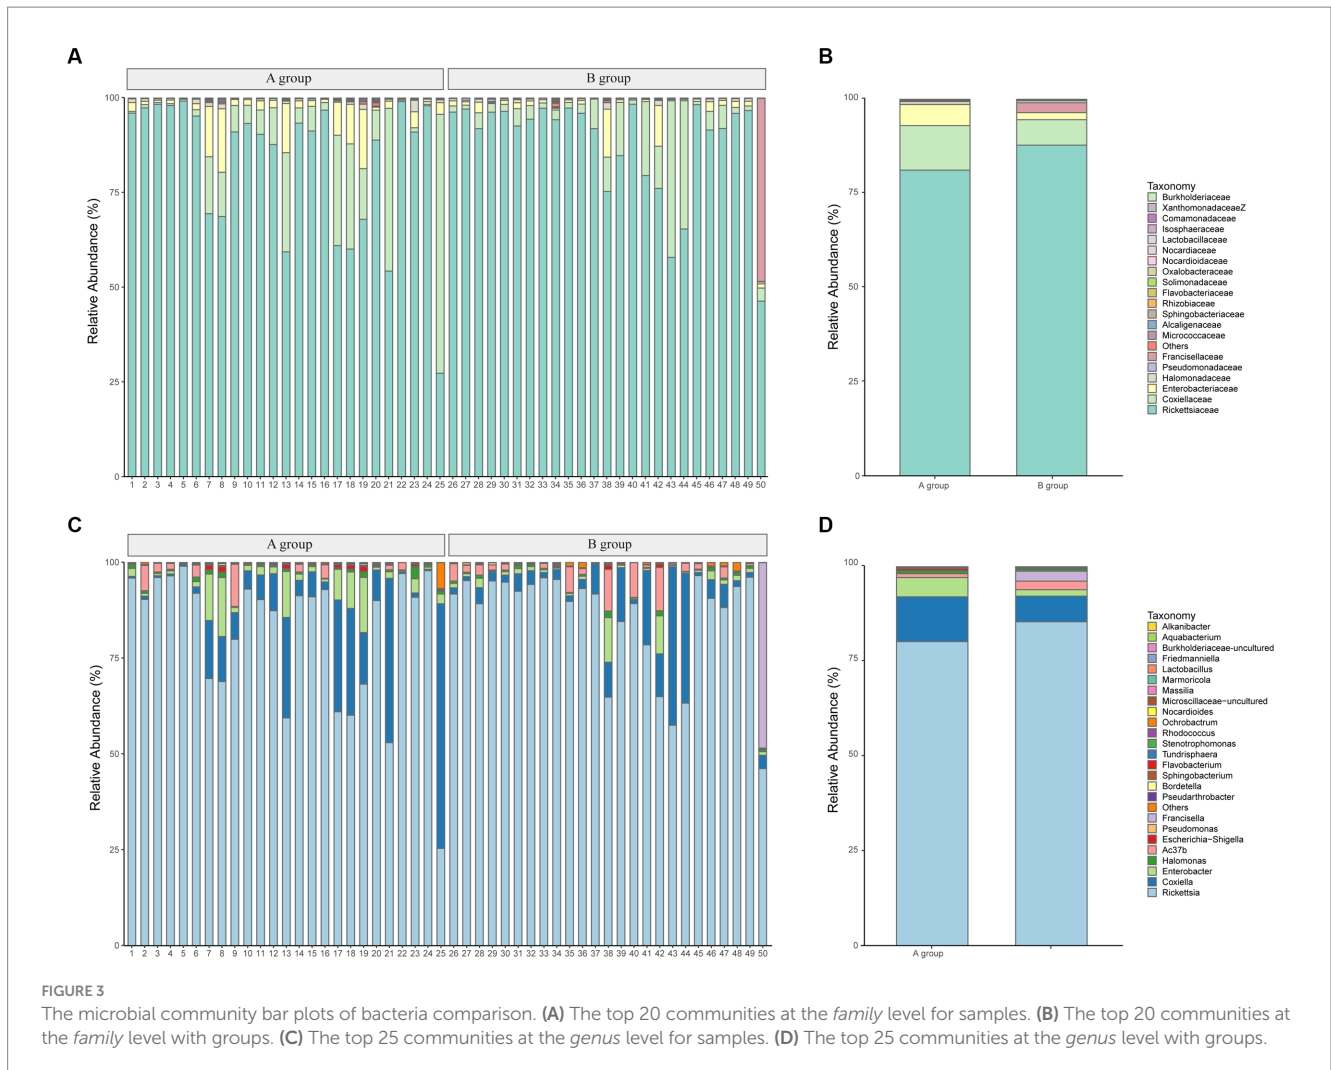 A
A group
B group
Relative Abundance (%)
100
75
50
25
0
1 2 3 4 5 6 7 8 9 10 11 12 13 14 15 16 17 18 19 20 21 22 23 24 25 26 27 28 29 30 31 32 33 34 35 36 37 38 39 40 41 42 43 44 45 46 47 48 49 50
B
Relative Abundance (%)
100
75
50
25
0
A group
B group
Taxonomy
Burkholderiaceae
XanthomonadaceaeZ
Comamonadaceae
Isosphaeraceae
Lactobacillaceae
Nocardiaceae
Nocardioidaceae
Oxalobacteraceae
Solimonadaceae
Flavobacteriaceae
Rhizobiaceae
Sphingobacteriaceae
Alcaligenaceae
Micrococcaceae
Others
Francisellaceae
Pseudomonadaceae
Halomonadaceae
Enterobacteriaceae
Coxiellaceae
Rickettsiaceae
C
A group
B group
Relative Abundance (%)
100
75
50
25
0
1 2 3 4 5 6 7 8 9 10 11 12 13 14 15 16 17 18 19 20 21 22 23 24 25 26 27 28 29 30 31 32 33 34 35 36 37 38 39 40 41 42 43 44 45 46 47 48 49 50
D
Relative Abundance (%)
100
75
50
25
0
A group
Taxonomy
Alkanibacter
Aquabacterium
Burkholderiaceae-uncultured
Friedmanniella
Lactobacillus
Marmoricola
Massilia
Microscillaceae-uncultured
Nocardioides
Ochrobactrum
Rhodococcus
Stenotrophomonas
Tundrisphaera
Flavobacterium
Sphingobacterium
Bordetella
Pseudarthrobacter
Others
Francisella
Pseudomonas
Escherichia-Shigella
Ac37b
Halomonas
Enterobacter
Coxiella
Rickettsia
FIGURE 3
The microbial community bar plots of bacteria comparison. (A) The top 20 communities at the family level for samples. (B) The top 20 communities at
the family level with groups. (C) The top 25 communities at the genus level for samples. (D) The top 25 communities at the genus level with groups.